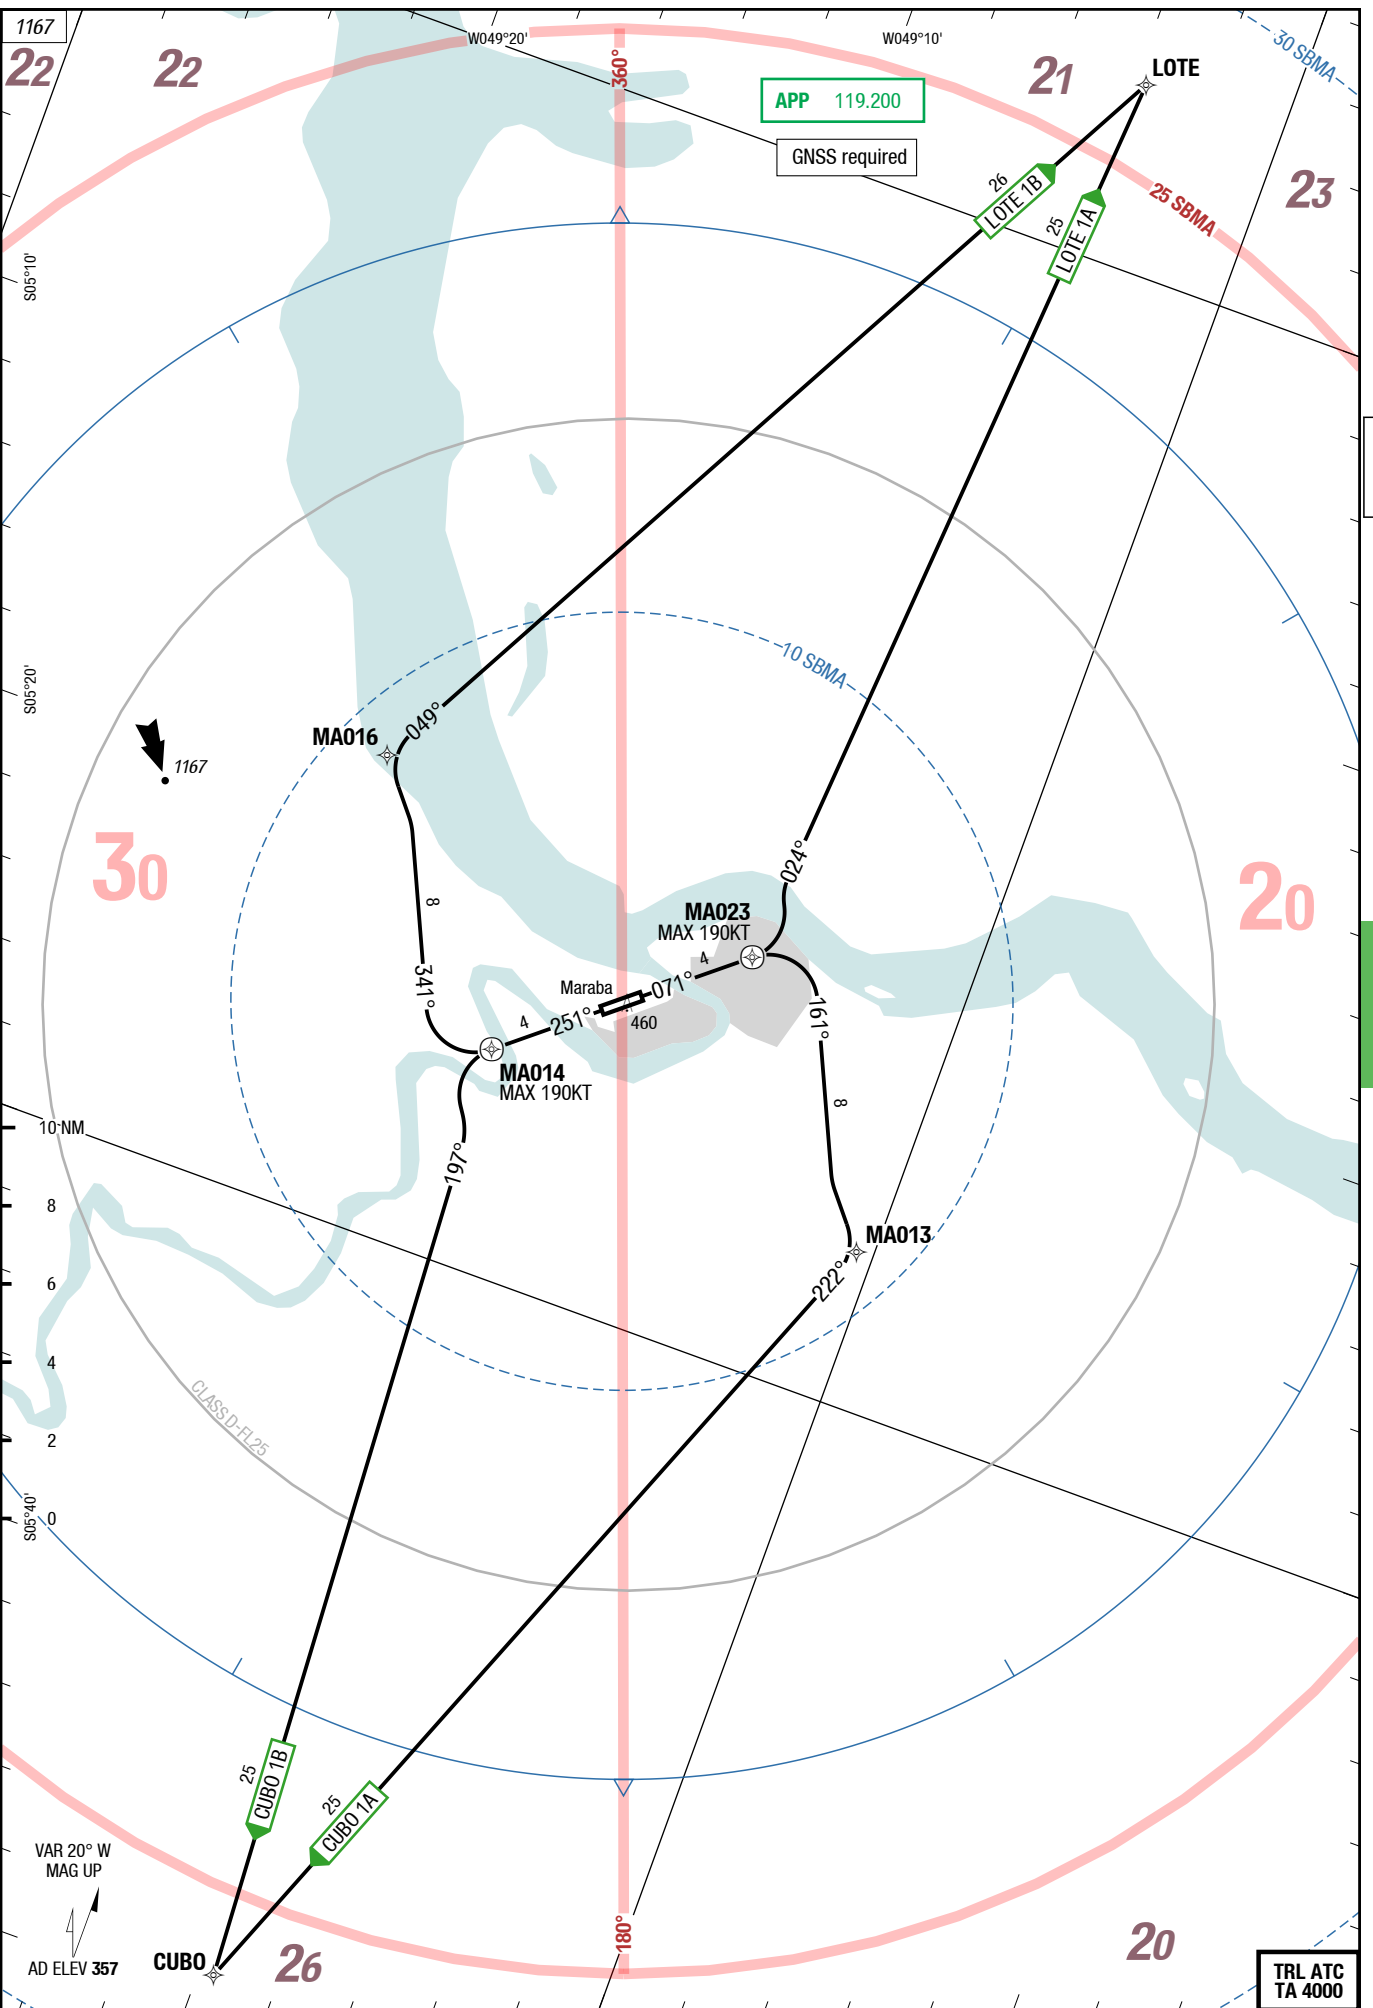 1167
22
22
W049°20'
360°
W049°10'
21
LOTE
30 SBMA
APP 119.200
GNSS required
26
LOTE 1B
25
LOTE 1A
25 SBMA
23
S05°10'
S05°20'
10 SBMA
049°
MA016
1167
30
024°
20
8
MA023
MAX 190KT
4
071°
341°
Maraba
460
4
251°
161°
MA014
MAX 190KT
8
10 NM
197°
8
MA013
6
222°
4
CLASS D-FL25
2
S05°40'
0
25
CUBO 1B
25
CUBO 1A
VAR 20° W
MAG UP
180°
AD ELEV 357
CUBO
26
20
TRL ATC
TA 4000